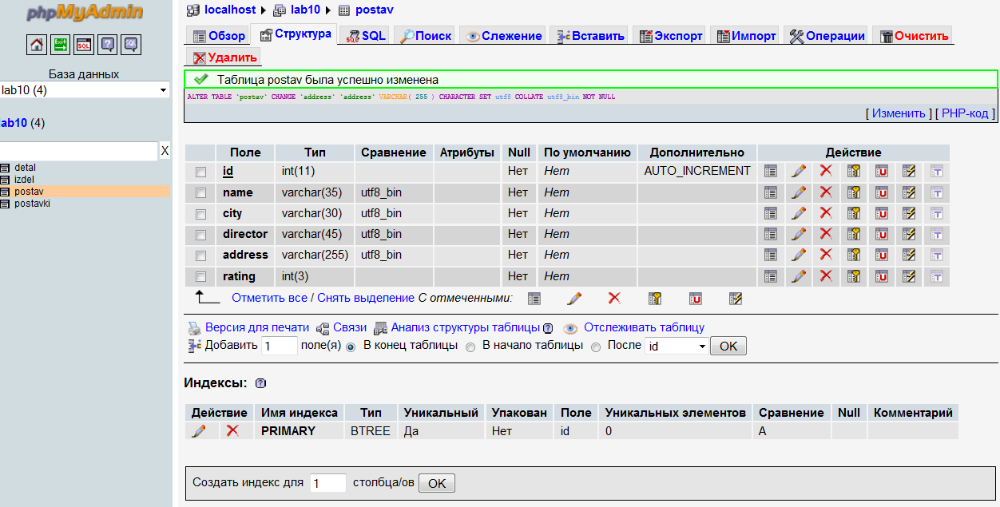 phpMyAdmin
База данных
lab10 (4)
lab10 (4)
X
detal
izdel
postav
postavki
localhost lab10 postav
Обзор Структура SQL Поиск Слежение Вставить Экспорт Импорт Операции Очистить
Удалить
Таблица postav была успешно изменена
ALTER TABLE `postav` CHANGE `address` `address` VARCHAR( 255 ) CHARACTER SET utf8 COLLATE utf8_bin NOT NULL
[ Изменить ] [ PHP-код ]
Поле Тип Сравнение Атрибуты Null По умолчанию Дополнительно Действие
id int(11) Нет Нет AUTO_INCREMENT
name varchar(35) utf8_bin Нет Нет
city varchar(30) utf8_bin Нет Нет
director varchar(45) utf8_bin Нет Нет
address varchar(255) utf8_bin Нет Нет
rating int(3) Нет Нет
Отметить все / Снять выделение С отмеченными:
Версия для печати Связи Анализ структуры таблицы Отслеживать таблицу
Добавить 1 поле(я) В конец таблицы В начало таблицы После id OK
Индексы:
Действие Имя индекса Тип Уникальный Упакован Поле Уникальных элементов Сравнение Null Комментарий
PRIMARY BTREE Да Нет id 0 A
Создать индекс для 1 столбца/ов OK